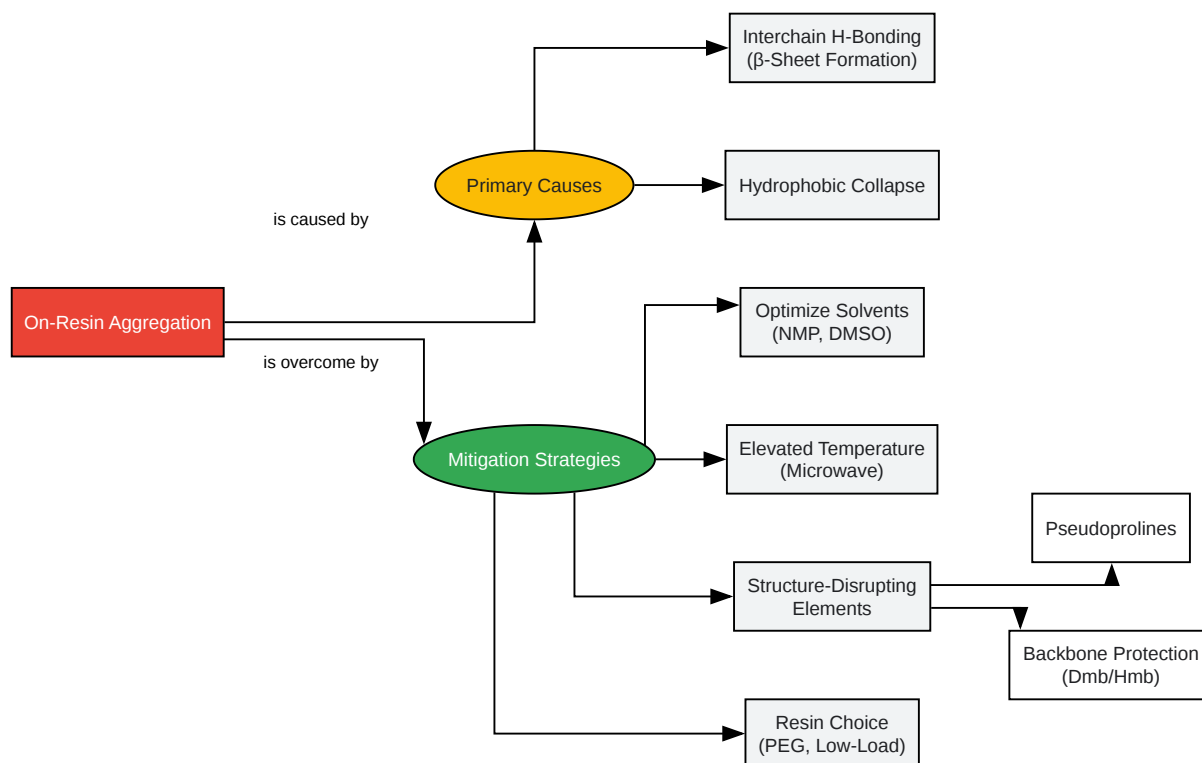 Interchain H-Bonding
(β-Sheet Formation)
Primary Causes
Hydrophobic Collapse
is caused by
On-Resin Aggregation
is overcome by
Optimize Solvents
(NMP, DMSO)
Mitigation Strategies
Elevated Temperature
(Microwave)
Pseudoprolines
Structure-Disrupting
Elements
Backbone Protection
(Dmb/Hmb)
Resin Choice
(PEG, Low-Load)